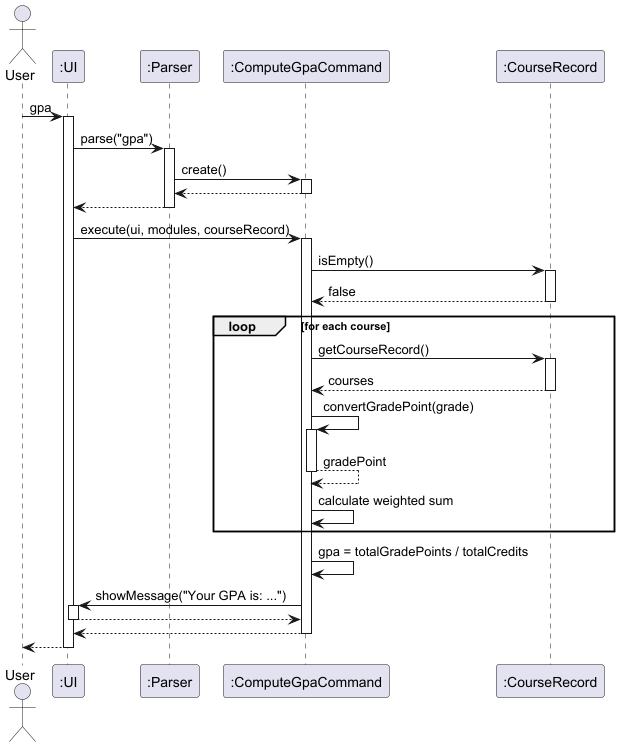 User
:UI
:Parser
:ComputeGpaCommand
:CourseRecord
gpa
parse("gpa")
create()
execute(ui, modules, courseRecord)
isEmpty()
false
loop [for each course]
getCourseRecord()
courses
convertGradePoint(grade)
gradePoint
calculate weighted sum
gpa = totalGradePoints / totalCredits
showMessage("Your GPA is: ...")
User
:UI
:Parser
:ComputeGpaCommand
:CourseRecord